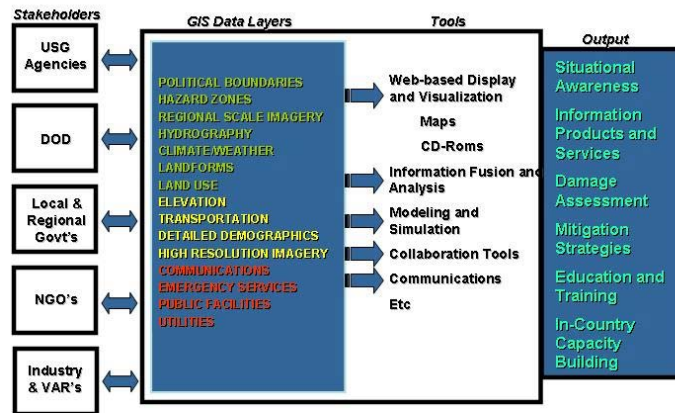 Stakeholders
USG
Agencies
DOD
Local &
Regional
Govt's
NGO's
Industry
& VAR's
GIS Data Layers
POLITICAL BOUNDARIES
HAZARD ZONES
REGIONAL SCALE IMAGERY
HYDROGRAPHY
CLIMATE/WEATHER
LANDFORMS
LAND USE
ELEVATION
TRANSPORTATION
DETAILED DEMOGRAPHICS
HIGH RESOLUTION IMAGERY
COMMUNICATIONS
EMERGENCY SERVICES
PUBLIC FACILITIES
UTILITIES
Tools
Web-based Display
and Visualization
Maps
CD-Roms
Information Fusion and
Analysis
Modeling and
Simulation
Collaboration Tools
Communications
Etc
Output
Situational
Awareness
Information
Products and
Services
Damage
Assessment
Mitigation
Strategies
Education and
Training
In-Country
Capacity
Building